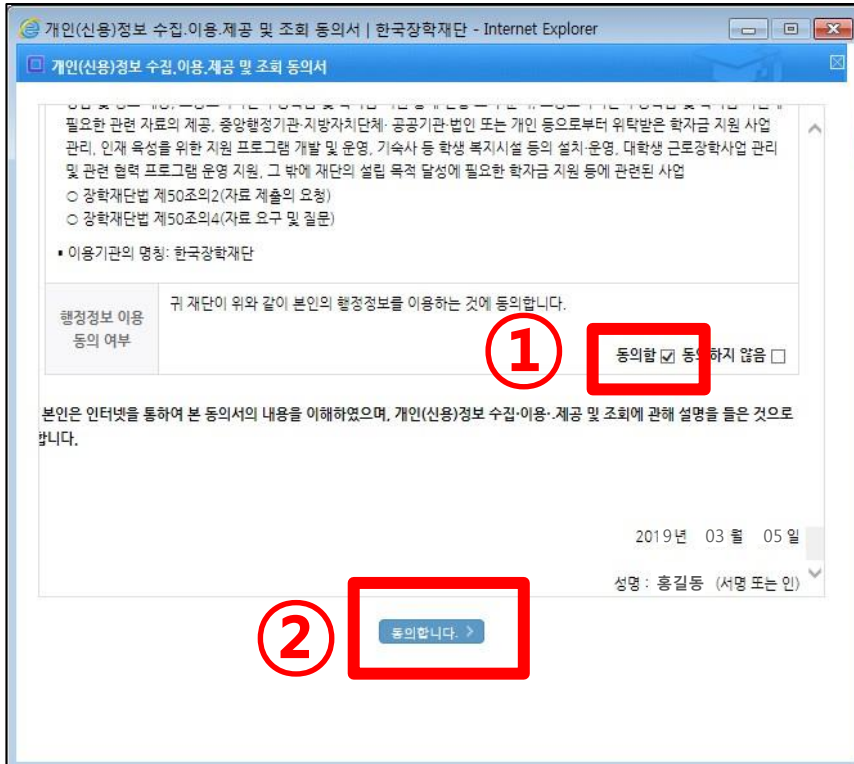 개인(신용)정보 수집.이용.제공 및 조회 동의서 | 한국장학재단 - Internet Explorer
개인(신용)정보 수집.이용.제공 및 조회 동의서
필요한 관련 자료의 제공, 중앙행정기관·지방자치단체· 공공기관·법인 또는 개인 등으로부터 위탁받은 학자금 지원 사업
관리, 인재 육성을 위한 지원 프로그램 개발 및 운영, 기숙사 등 학생 복지시설 등의 설치·운영, 대학생 근로장학사업 관리
및 관련 협력 프로그램 운영 지원, 그 밖에 재단의 설립 목적 달성에 필요한 학자금 지원 등에 관련된 사업
○ 장학재단법 제50조의2(자료 제출의 요청)
○ 장학재단법 제50조의4(자료 요구 및 질문)
▪ 이용기관의 명칭: 한국장학재단
행정정보 이용
동의 여부
귀 재단이 위와 같이 본인의 행정정보를 이용하는 것에 동의합니다.
①
동의함 ☑ 동의하지 않음 □
본인은 인터넷을 통하여 본 동의서의 내용을 이해하였으며, 개인(신용)정보 수집·이용·.제공 및 조회에 관해 설명을 들은 것으로
합니다.
2019년 03 월 05 일
성명 : 홍길동 (서명 또는 인)
②
동의합니다. >